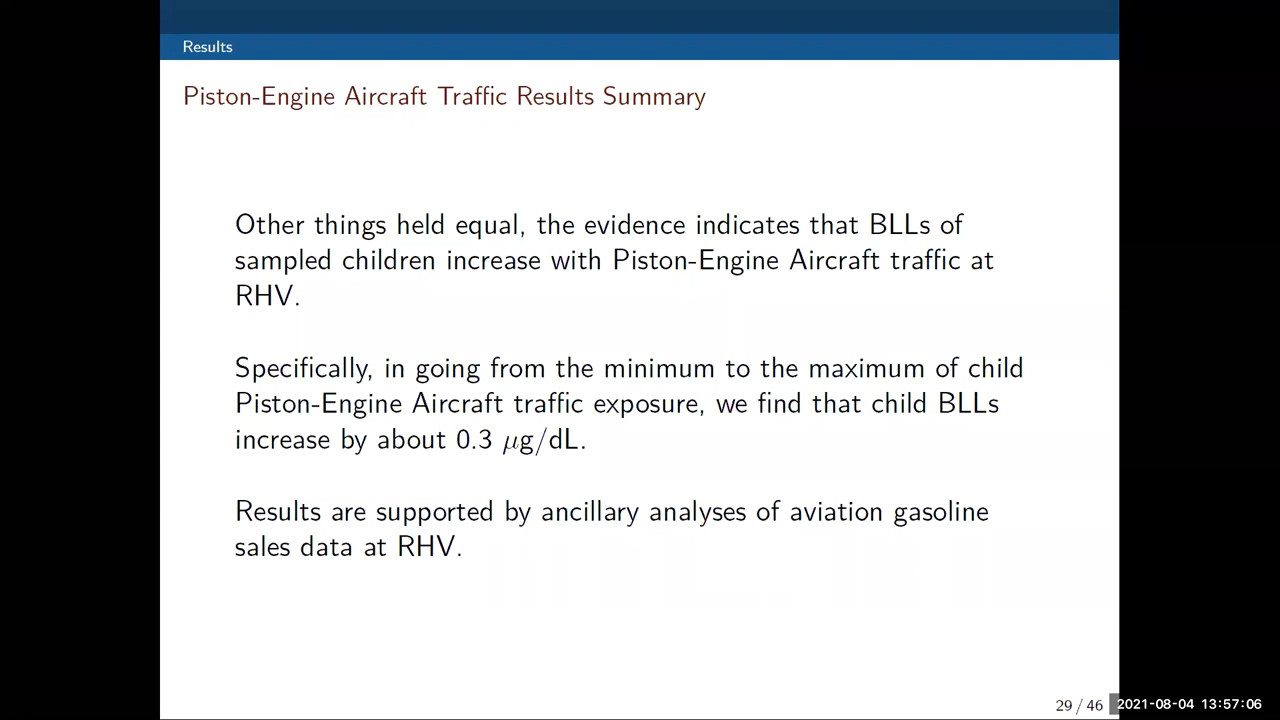 Results
Piston-Engine Aircraft Traffic Results Summary
Other things held equal, the evidence indicates that BLLs of
sampled children increase with Piston-Engine Aircraft traffic at
RHV.
Specifically, in going from the minimum to the maximum of child
Piston-Engine Aircraft traffic exposure, we find that child BLLs
increase by about 0.3 μg/dL.
Results are supported by ancillary analyses of aviation gasoline
sales data at RHV.
29 / 46
2021-08-04 13:57:06